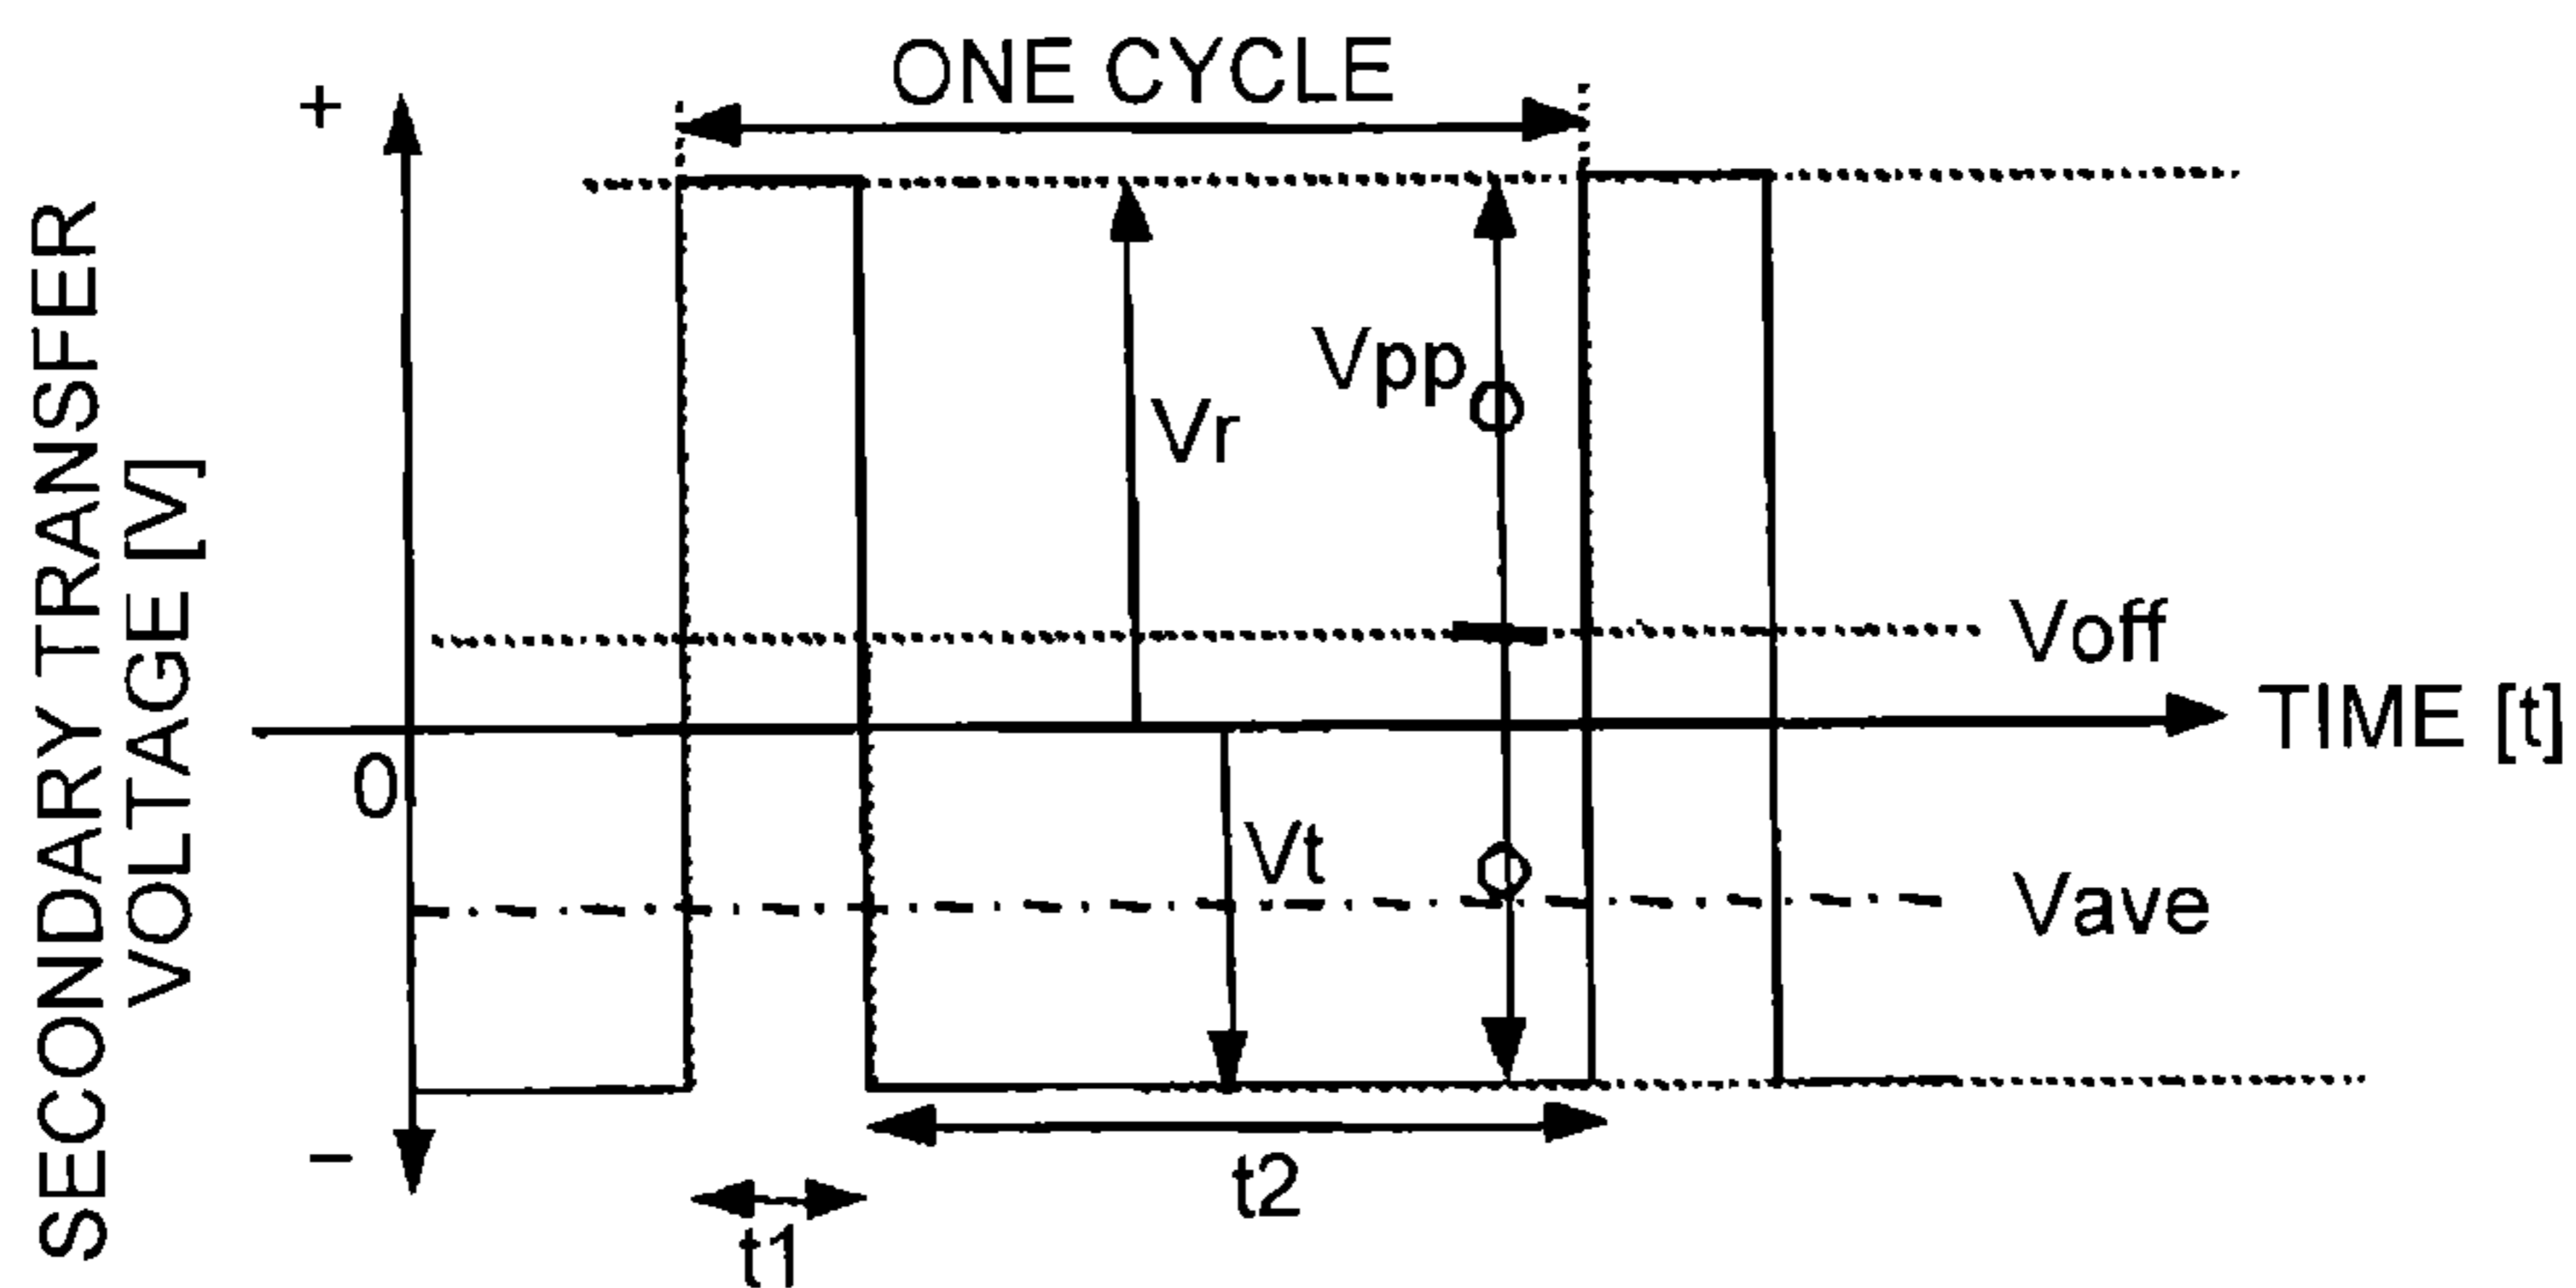 ONE CYCLE
+
SECONDARY TRANSFER
VOLTAGE [V]
Vpp
Vr
Voff
TIME [t]
0
Vt
Vave
−
t2
t1